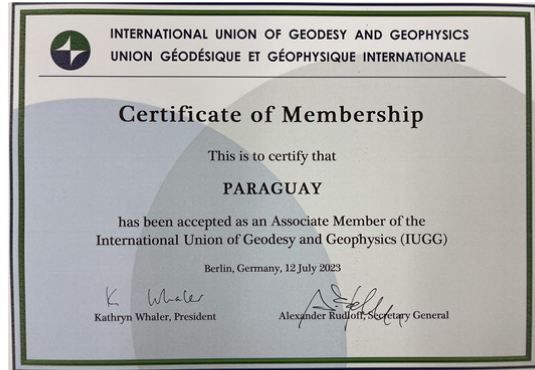 INTERNATIONAL UNION OF GEODESY AND GEOPHYSICS
UNION GÉODÉSIQUE ET GÉOPHYSIQUE INTERNATIONALE
Certificate of Membership
This is to certify that
PARAGUAY
has been accepted as an Associate Member of the
International Union of Geodesy and Geophysics (IUGG)
Berlin, Germany, 12 July 2023
K Whaler
Kathryn Whaler, President
Alexander Rudloff, Secretary General